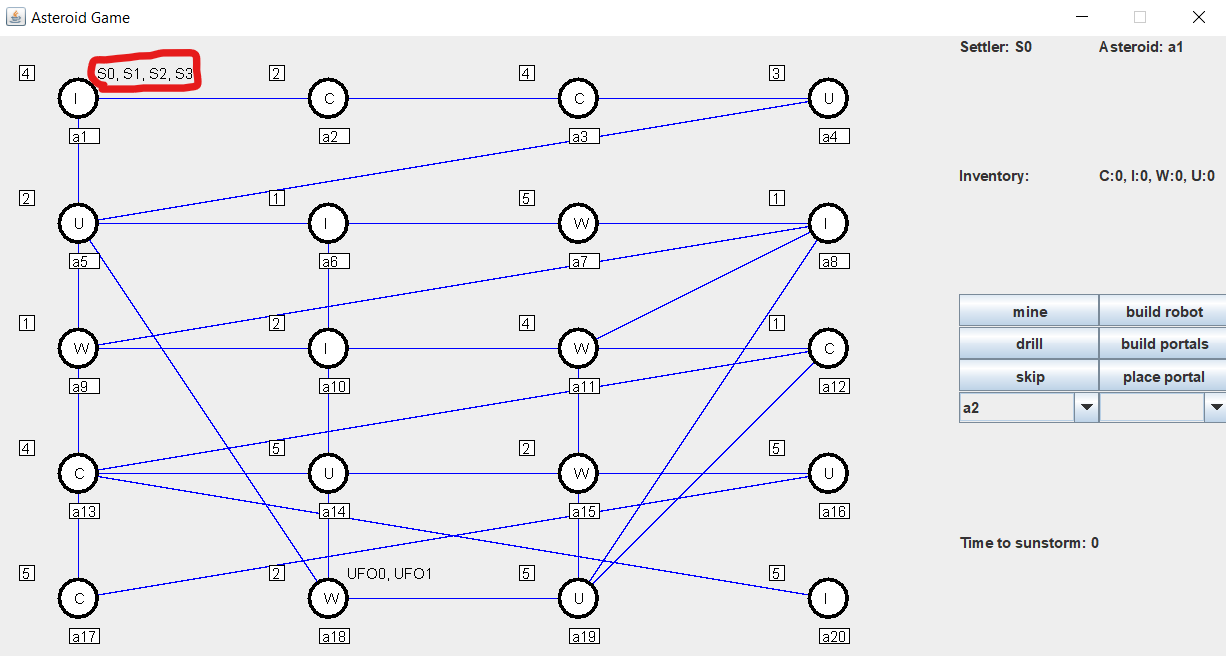 Asteroid Game
Settler: S0 Asteroid: a1
4 S0, S1, S2, S3 2 4 3
I C C U
a1 a2 a3 a4
Inventory: C:0, I:0, W:0, U:0
2 1 5 1
U I W I
a5 a6 a7 a8
mine build robot
1 2 4 1
drill build portals
W I W C
skip place portal
a9 a10 a11 a12
a2
4 5 2 5
C U W U
a13 a14 a15 a16
Time to sunstorm: 0
5 2 UFO0, UFO1 5 5
C W U I
a17 a18 a19 a20